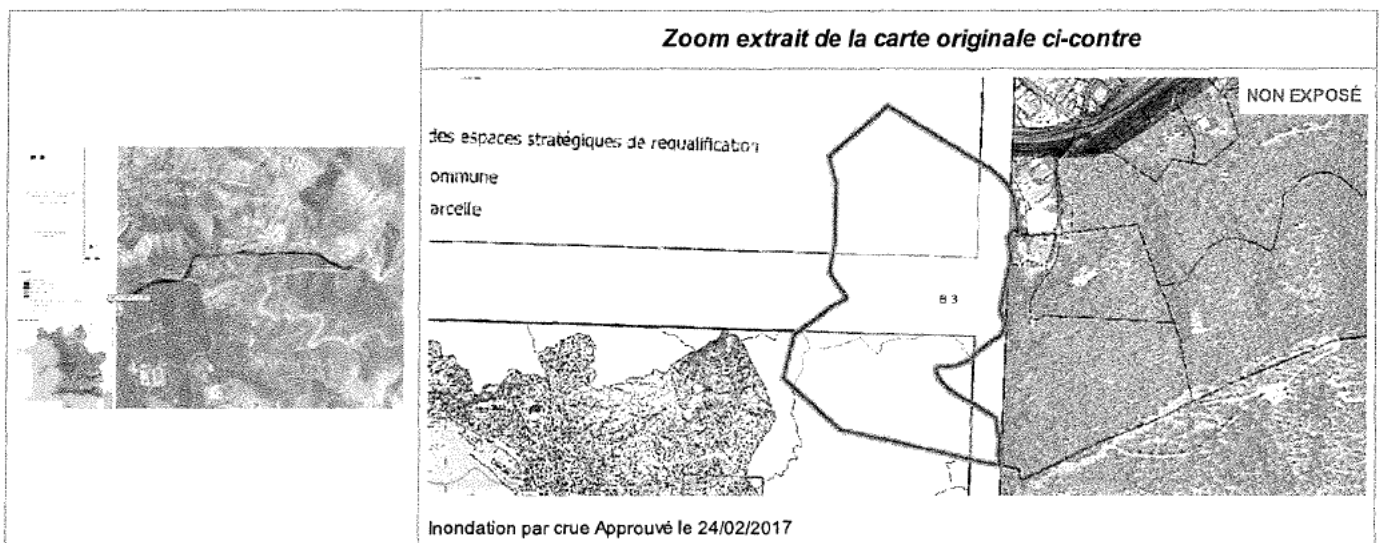 Zoom extrait de la carte originale ci-contre
NON EXPOSÉ
des espaces stratégiques de requalification
ommune
arcelle
B 3
Inondation par crue Approuvé le 24/02/2017